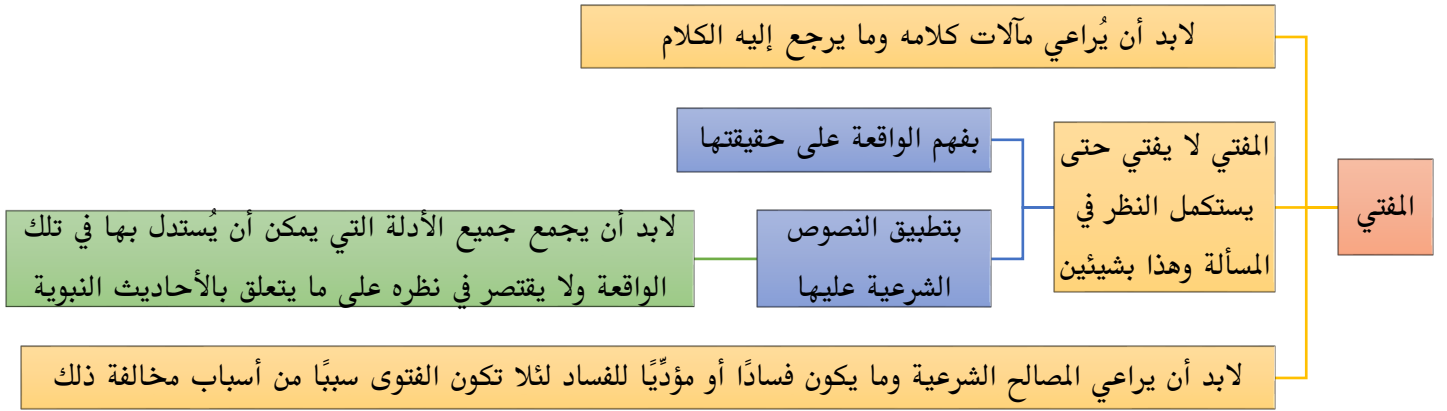 المفتي
لابد أن يُراعي مآلات كلامه وما يرجع إليه الكلام
المفتي لا يفتي حتى
يستكمل النظر في
المسألة وهذا بشيئين
بفهم الواقعة على حقيقتها
بتطبيق النصوص
الشرعية عليها
لابد أن يجمع جميع الأدلة التي يمكن أن يُستدل بها في تلك
الواقعة ولا يقتصر في نظره على ما يتعلق بالأحاديث النبوية
لابد أن يراعي المصالح الشرعية وما يكون فسادًا أو مؤدِّيًا للفساد لئلا تكون الفتوى سببًا من أسباب مخالفة ذلك